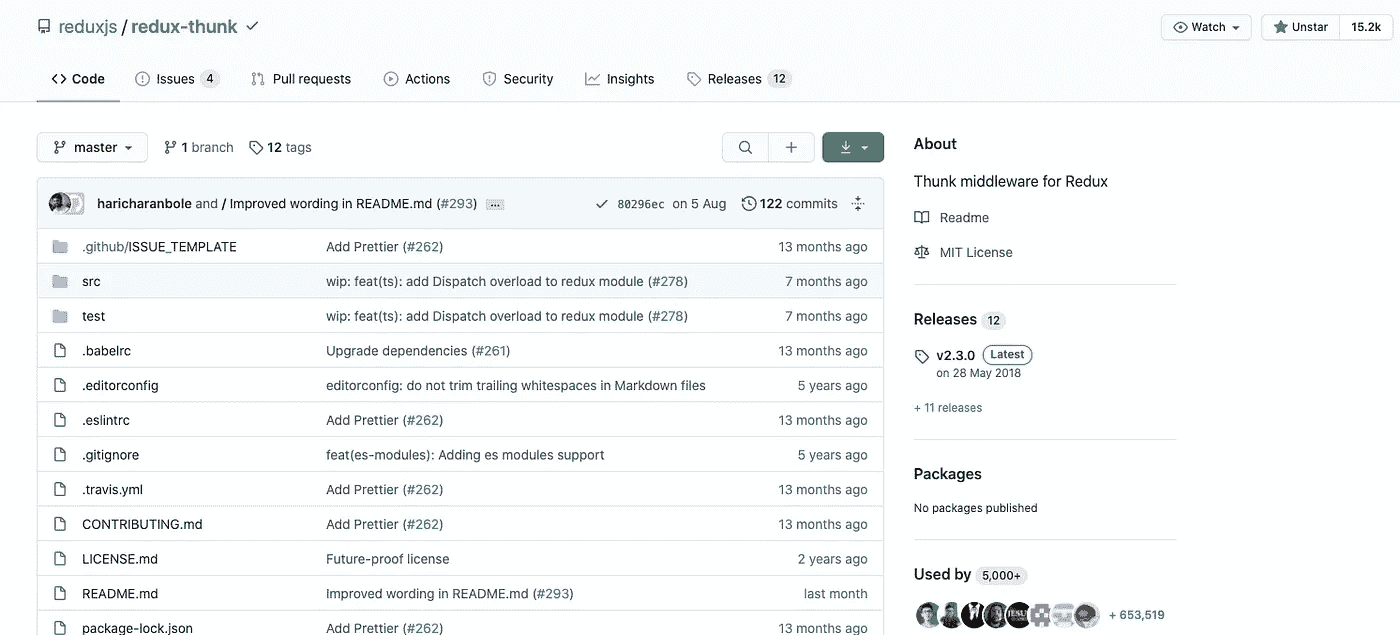 reduxjs / redux-thunk
Watch Unstar 15.2k
Code Issues 4 Pull requests Actions Security Insights Releases 12
master 1 branch 12 tags
haricharanbole and / Improved wording in README.md (#293) ... 80296ec on 5 Aug 122 commits
.github/ISSUE_TEMPLATE Add Prettier (#262) 13 months ago
src wip: feat(ts): add Dispatch overload to redux module (#278) 7 months ago
test wip: feat(ts): add Dispatch overload to redux module (#278) 7 months ago
.babelrc Upgrade dependencies (#261) 13 months ago
.editorconfig editorconfig: do not trim trailing whitespaces in Markdown files 5 years ago
.eslintrc Add Prettier (#262) 13 months ago
.gitignore feat(es-modules): Adding es modules support 5 years ago
.travis.yml Add Prettier (#262) 13 months ago
CONTRIBUTING.md Add Prettier (#262) 13 months ago
LICENSE.md Future-proof license 2 years ago
README.md Improved wording in README.md (#293) last month
package-lock.json Add Prettier (#262) 13 months ago
About
Thunk middleware for Redux
Readme
MIT License
Releases 12
v2.3.0 Latest
on 28 May 2018
+ 11 releases
Packages
No packages published
Used by 5,000+
JESU
+ 653,519